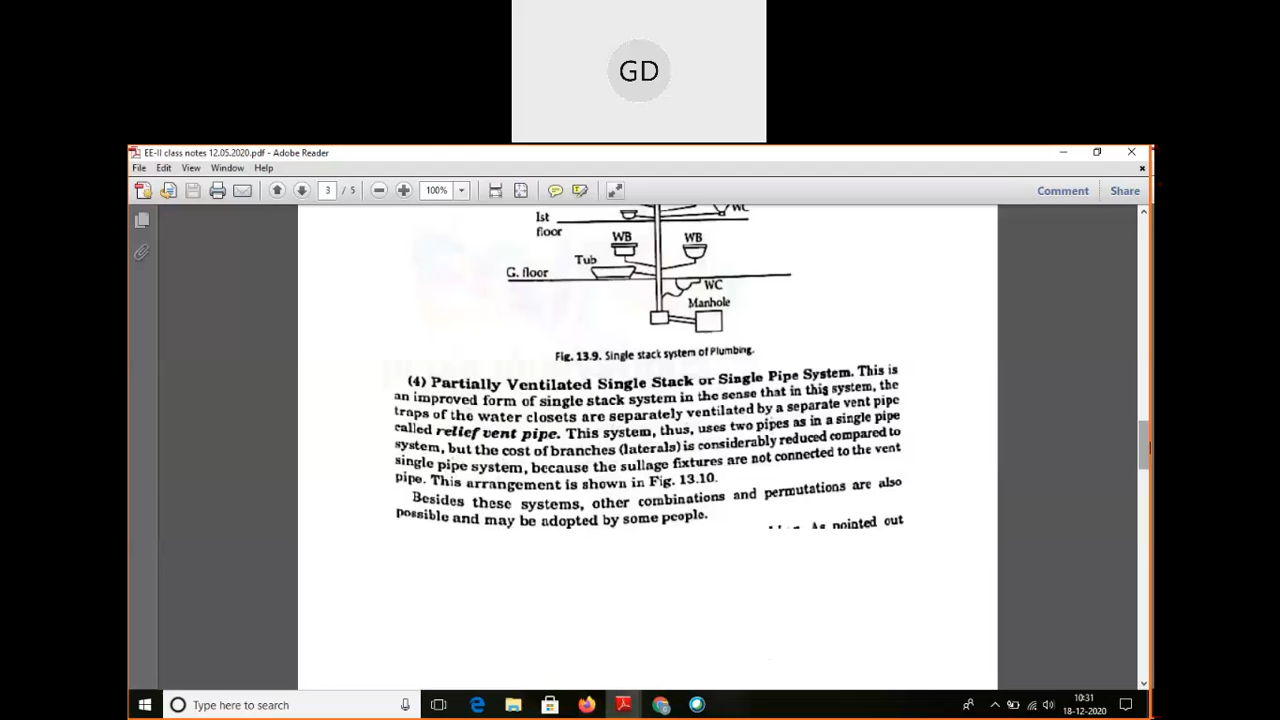 GD
EE-II class notes 12.05.2020.pdf - Adobe Reader
File Edit View Window Help
3 / 5 100% Comment Share
WC
Ist
floor
WB WB
Tub
G. floor
WC
Manhole
Fig. 13.9. Single stack system of Plumbing.
(4) Partially Ventilated Single Stack or Single Pipe System. This is
an improved form of single stack system in the sense that in this system, the
traps of the water closets are separately ventilated by a separate vent pipe
called relief vent pipe. This system, thus, uses two pipes as in a single pipe
system, but the cost of branches (laterals) is considerably reduced compared to
single pipe system, because the sullage fixtures are not connected to the vent
pipe. This arrangement is shown in Fig. 13.10.
Besides these systems, other combinations and permutations are also
possible and may be adopted by some people.
As pointed out
Type here to search
10:31
18-12-2020